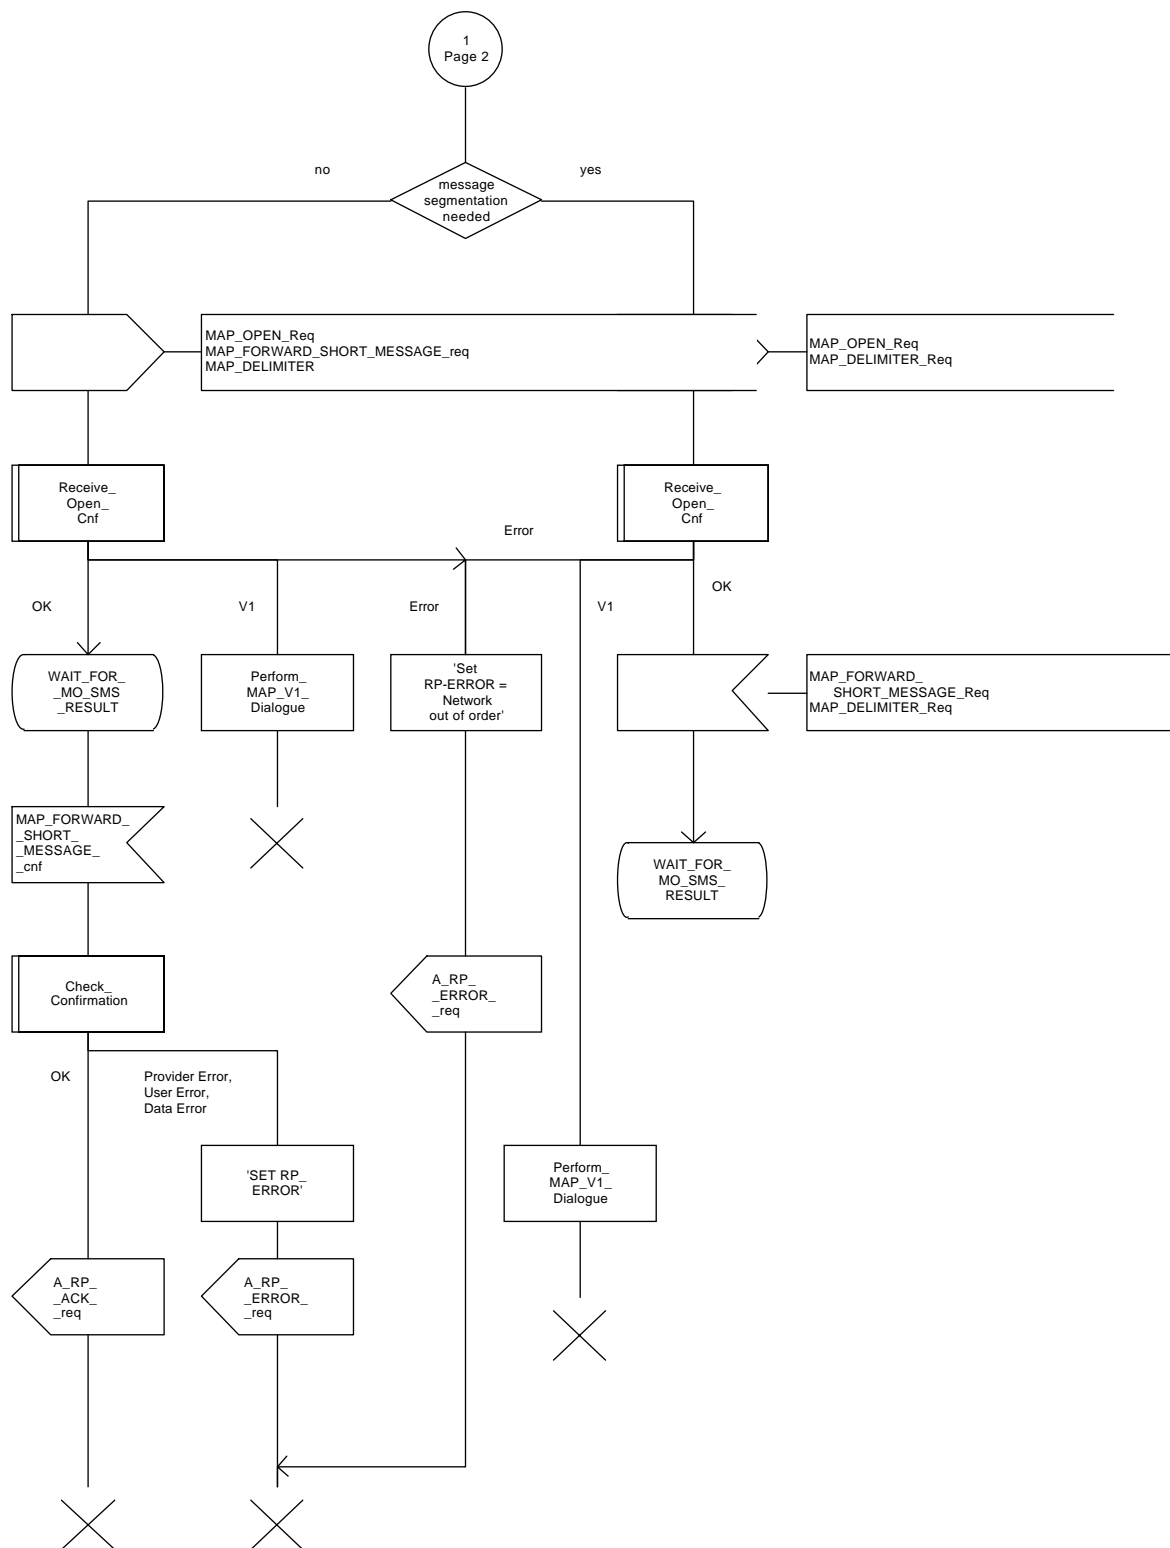 1
Page 2
no
yes
message
segmentation
needed
MAP_OPEN_Req
MAP_FORWARD_SHORT_MESSAGE_req
MAP_DELIMITER
MAP_OPEN_Req
MAP_DELIMITER_Req
Receive_
Open_
Cnf
Receive_
Open_
Cnf
Error
OK
V1
Error
V1
OK
WAIT_FOR_
_MO_SMS
_RESULT
Perform_
MAP_V1_
Dialogue
'Set
RP-ERROR =
Network
out of order'
MAP_FORWARD_
SHORT_MESSAGE_Req
MAP_DELIMITER_Req
MAP_FORWARD_
_SHORT_
_MESSAGE_
_cnf
WAIT_FOR_
MO_SMS_
RESULT
Check_
Confirmation
A_RP_
_ERROR_
_req
OK
Provider Error,
User Error,
Data Error
'SET RP_
ERROR'
Perform_
MAP_V1_
Dialogue
A_RP_
_ACK_
_req
A_RP_
_ERROR_
_req